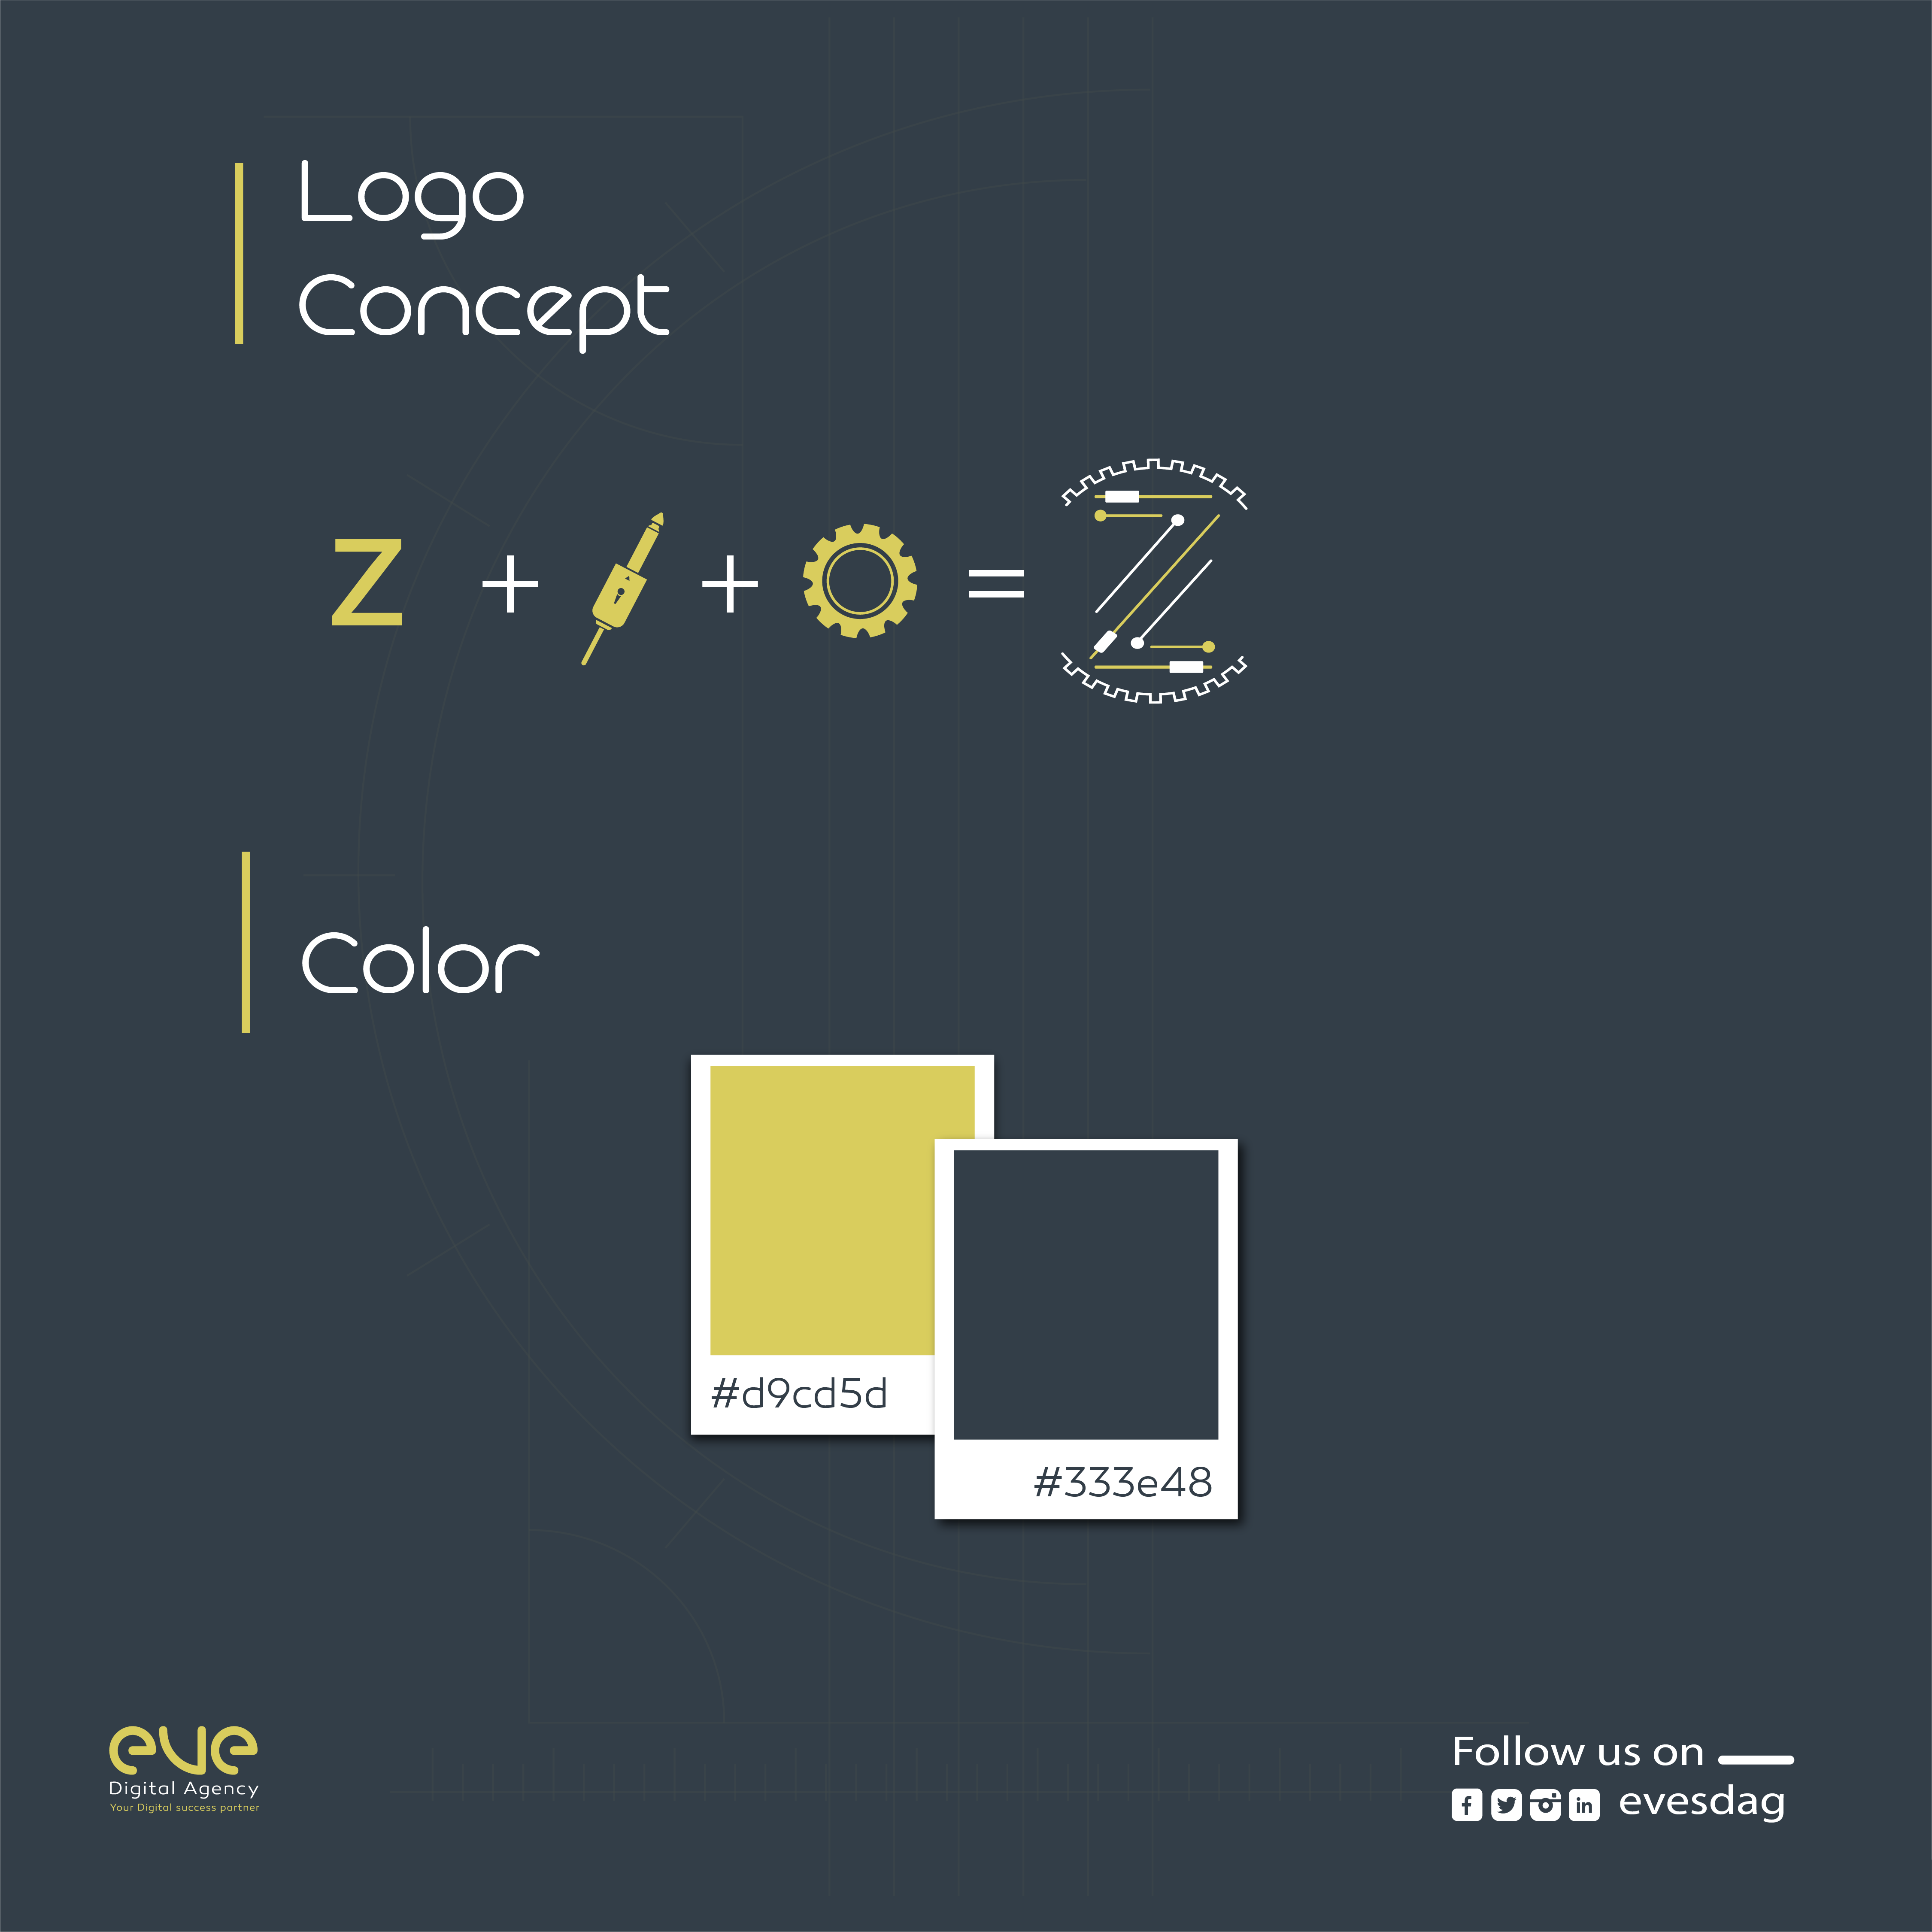 Logo
Concept
Z + + =
Color
#d9cd5d
#333e48
eve
Digital Agency
Your Digital success partner
Follow us on
evesdag